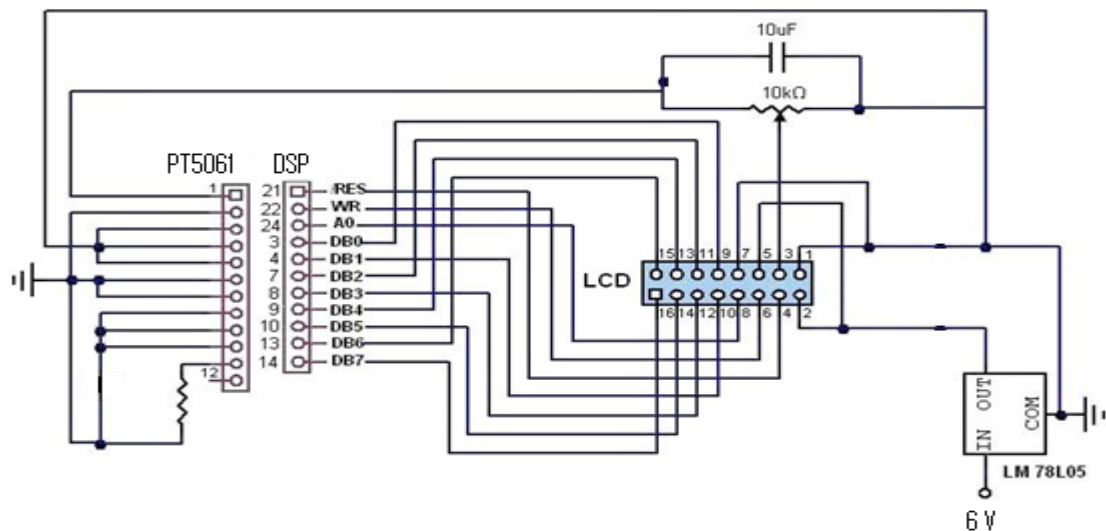 10uF
10kΩ
PT5061 DSP
1
12
21 /RES
22 WR
24 A0
3 DB0
4 DB1
7 DB2
8 DB3
9 DB4
10 DB5
13 DB6
14 DB7
LCD
15 13 11 9 7 5 3 1
16 14 12 10 8 6 4 2
IN OUT
COM
LM 78L05
6 V